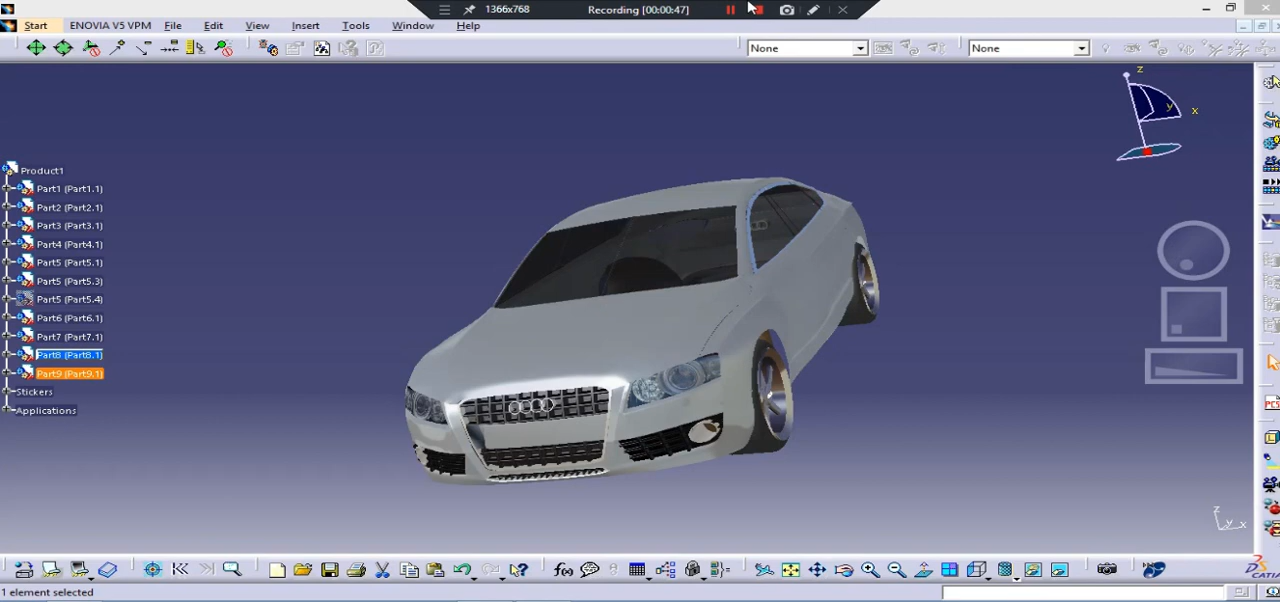 1366x768
Recording [00:00:47]
Start ENOVIA V5 VPM File Edit View Insert Tools Window Help
None None
z
y x
Product1
Part1 (Part1.1)
Part2 (Part2.1)
Part3 (Part3.1)
Part4 (Part4.1)
Part5 (Part5.1)
Part5 (Part5.3)
Part5 (Part5.4)
Part6 (Part6.1)
Part7 (Part7.1)
Part8 (Part8.1)
Part9 (Part9.1)
Stickers
Applications
z
y x
f(x)
CATIA
1 element selected